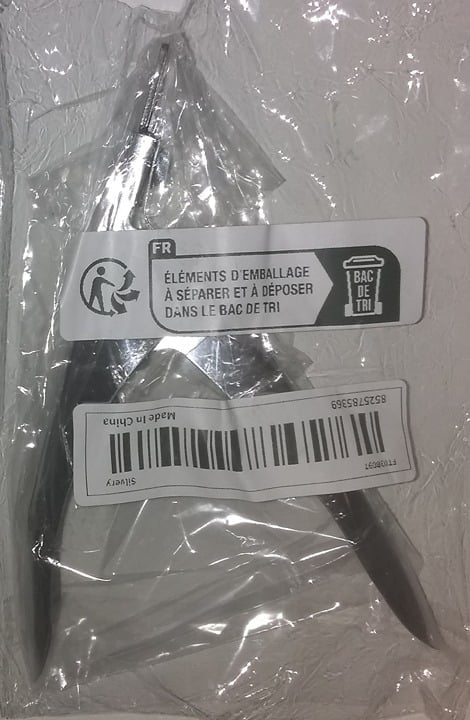 FR
ÉLÉMENTS D'EMBALLAGE
À SÉPARER ET À DÉPOSER
DANS LE BAC DE TRI
BAC
DE
TRI
FT03B097
Silvery
8525785369
Made In China